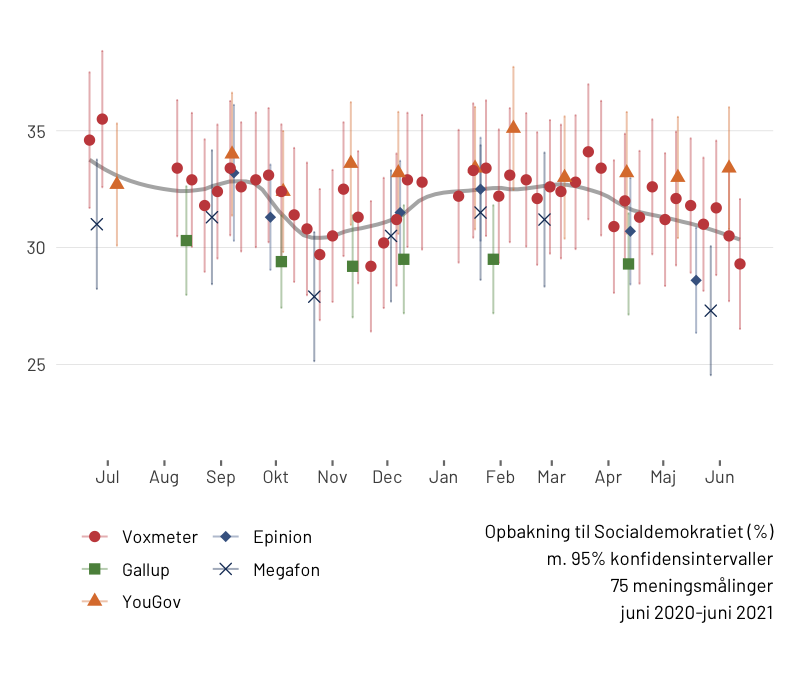 35
30
25
Jul Aug Sep Okt Nov Dec Jan Feb Mar Apr Maj Jun
Voxmeter Epinion
Gallup Megafon
YouGov
Opbakning til Socialdemokratiet (%)
m. 95% konfidensintervaller
75 meningsmålinger
juni 2020-juni 2021